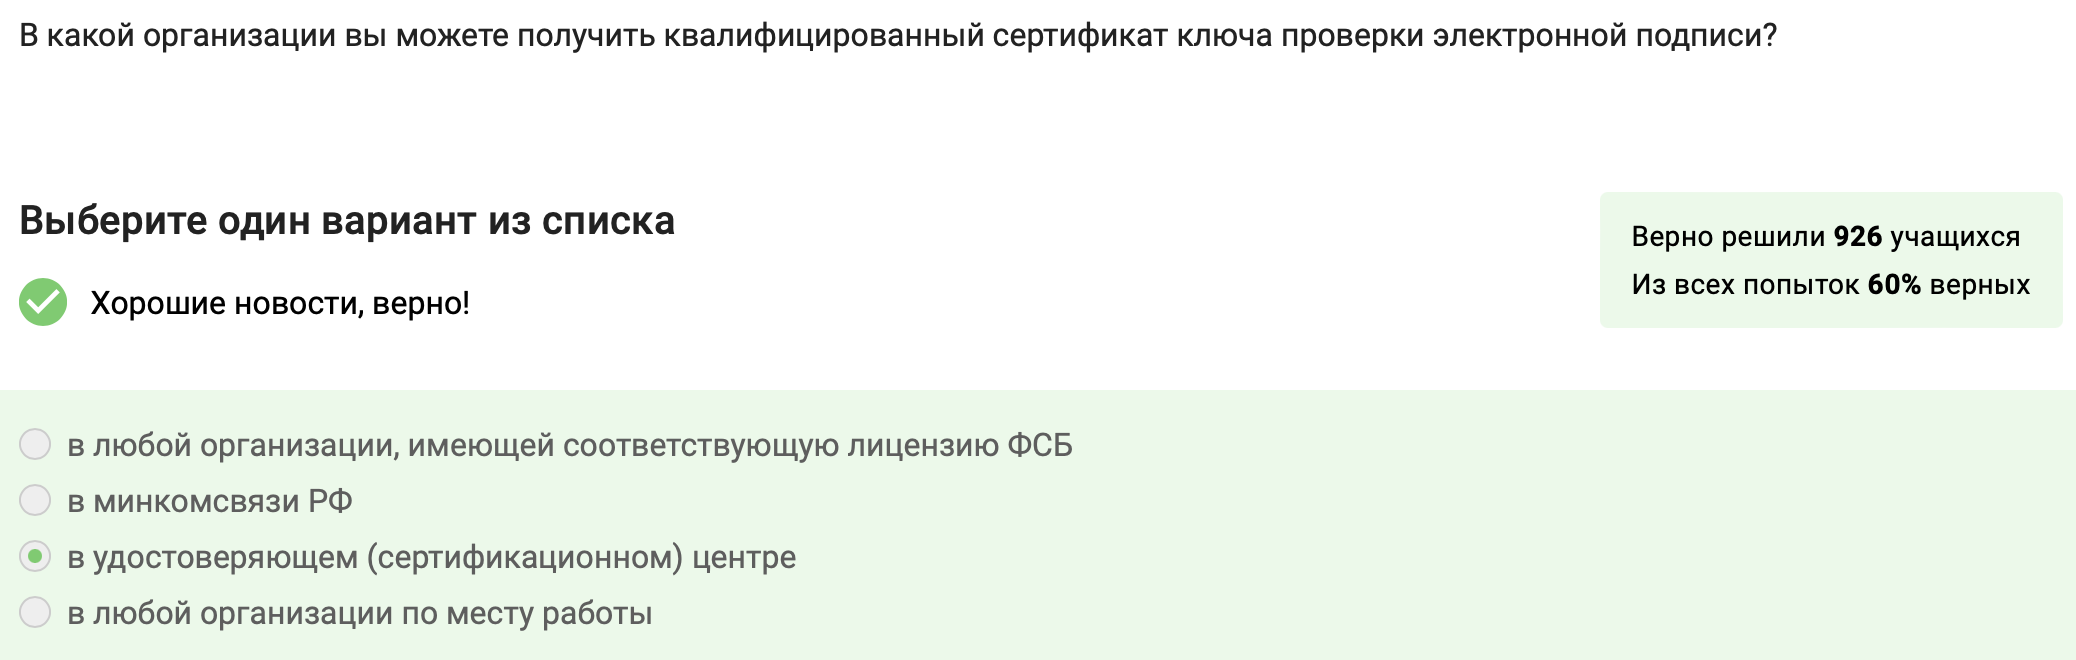 В какой организации вы можете получить квалифицированный сертификат ключа проверки электронной подписи?
Выберите один вариант из списка
Верно решили 926 учащихся
Из всех попыток 60% верных
Хорошие новости, верно!
в любой организации, имеющей соответствующую лицензию ФСБ
в минкомсвязи РФ
в удостоверяющем (сертификационном) центре
в любой организации по месту работы